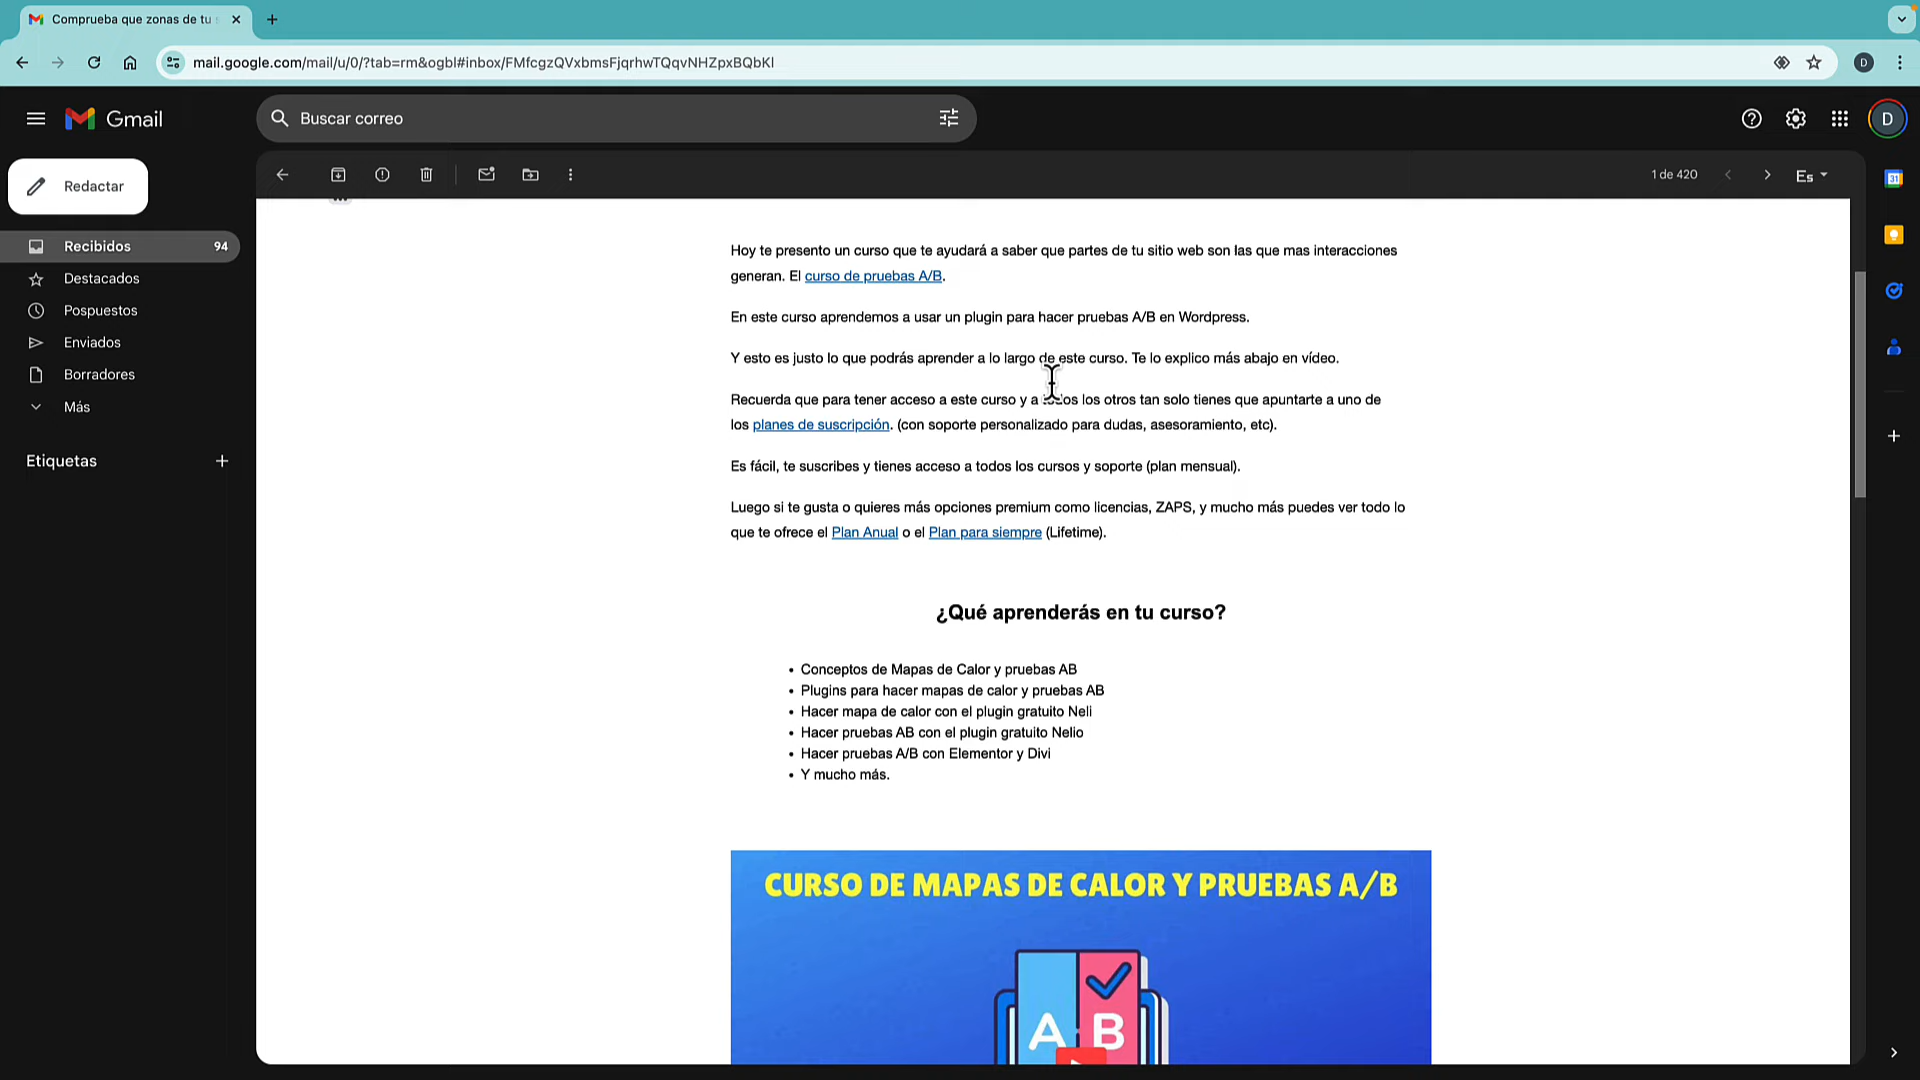 Comprueba que zonas de tu
mail.google.com/mail/u/0/?tab=rm&ogbl#inbox/FMfcgzQVxbmsFjqrhwTQqvNHZpxBQbKl
D
Gmail
Buscar correo
D
Redactar
1 de 420
Es
31
Recibidos 94
Destacados
Pospuestos
Enviados
Borradores
Más
Etiquetas
Hoy te presento un curso que te ayudará a saber que partes de tu sitio web son las que mas interacciones
generan. El curso de pruebas A/B.
En este curso aprendemos a usar un plugin para hacer pruebas A/B en Wordpress.
Y esto es justo lo que podrás aprender a lo largo de este curso. Te lo explico más abajo en vídeo.
Recuerda que para tener acceso a este curso y a todos los otros tan solo tienes que apuntarte a uno de
los planes de suscripción. (con soporte personalizado para dudas, asesoramiento, etc).
Es fácil, te suscribes y tienes acceso a todos los cursos y soporte (plan mensual).
Luego si te gusta o quieres más opciones premium como licencias, ZAPS, y mucho más puedes ver todo lo
que te ofrece el Plan Anual o el Plan para siempre (Lifetime).
¿Qué aprenderás en tu curso?
• Conceptos de Mapas de Calor y pruebas AB
• Plugins para hacer mapas de calor y pruebas AB
• Hacer mapa de calor con el plugin gratuito Neli
• Hacer pruebas AB con el plugin gratuito Nelio
• Hacer pruebas A/B con Elementor y Divi
• Y mucho más.
CURSO DE MAPAS DE CALOR Y PRUEBAS A/B
A B